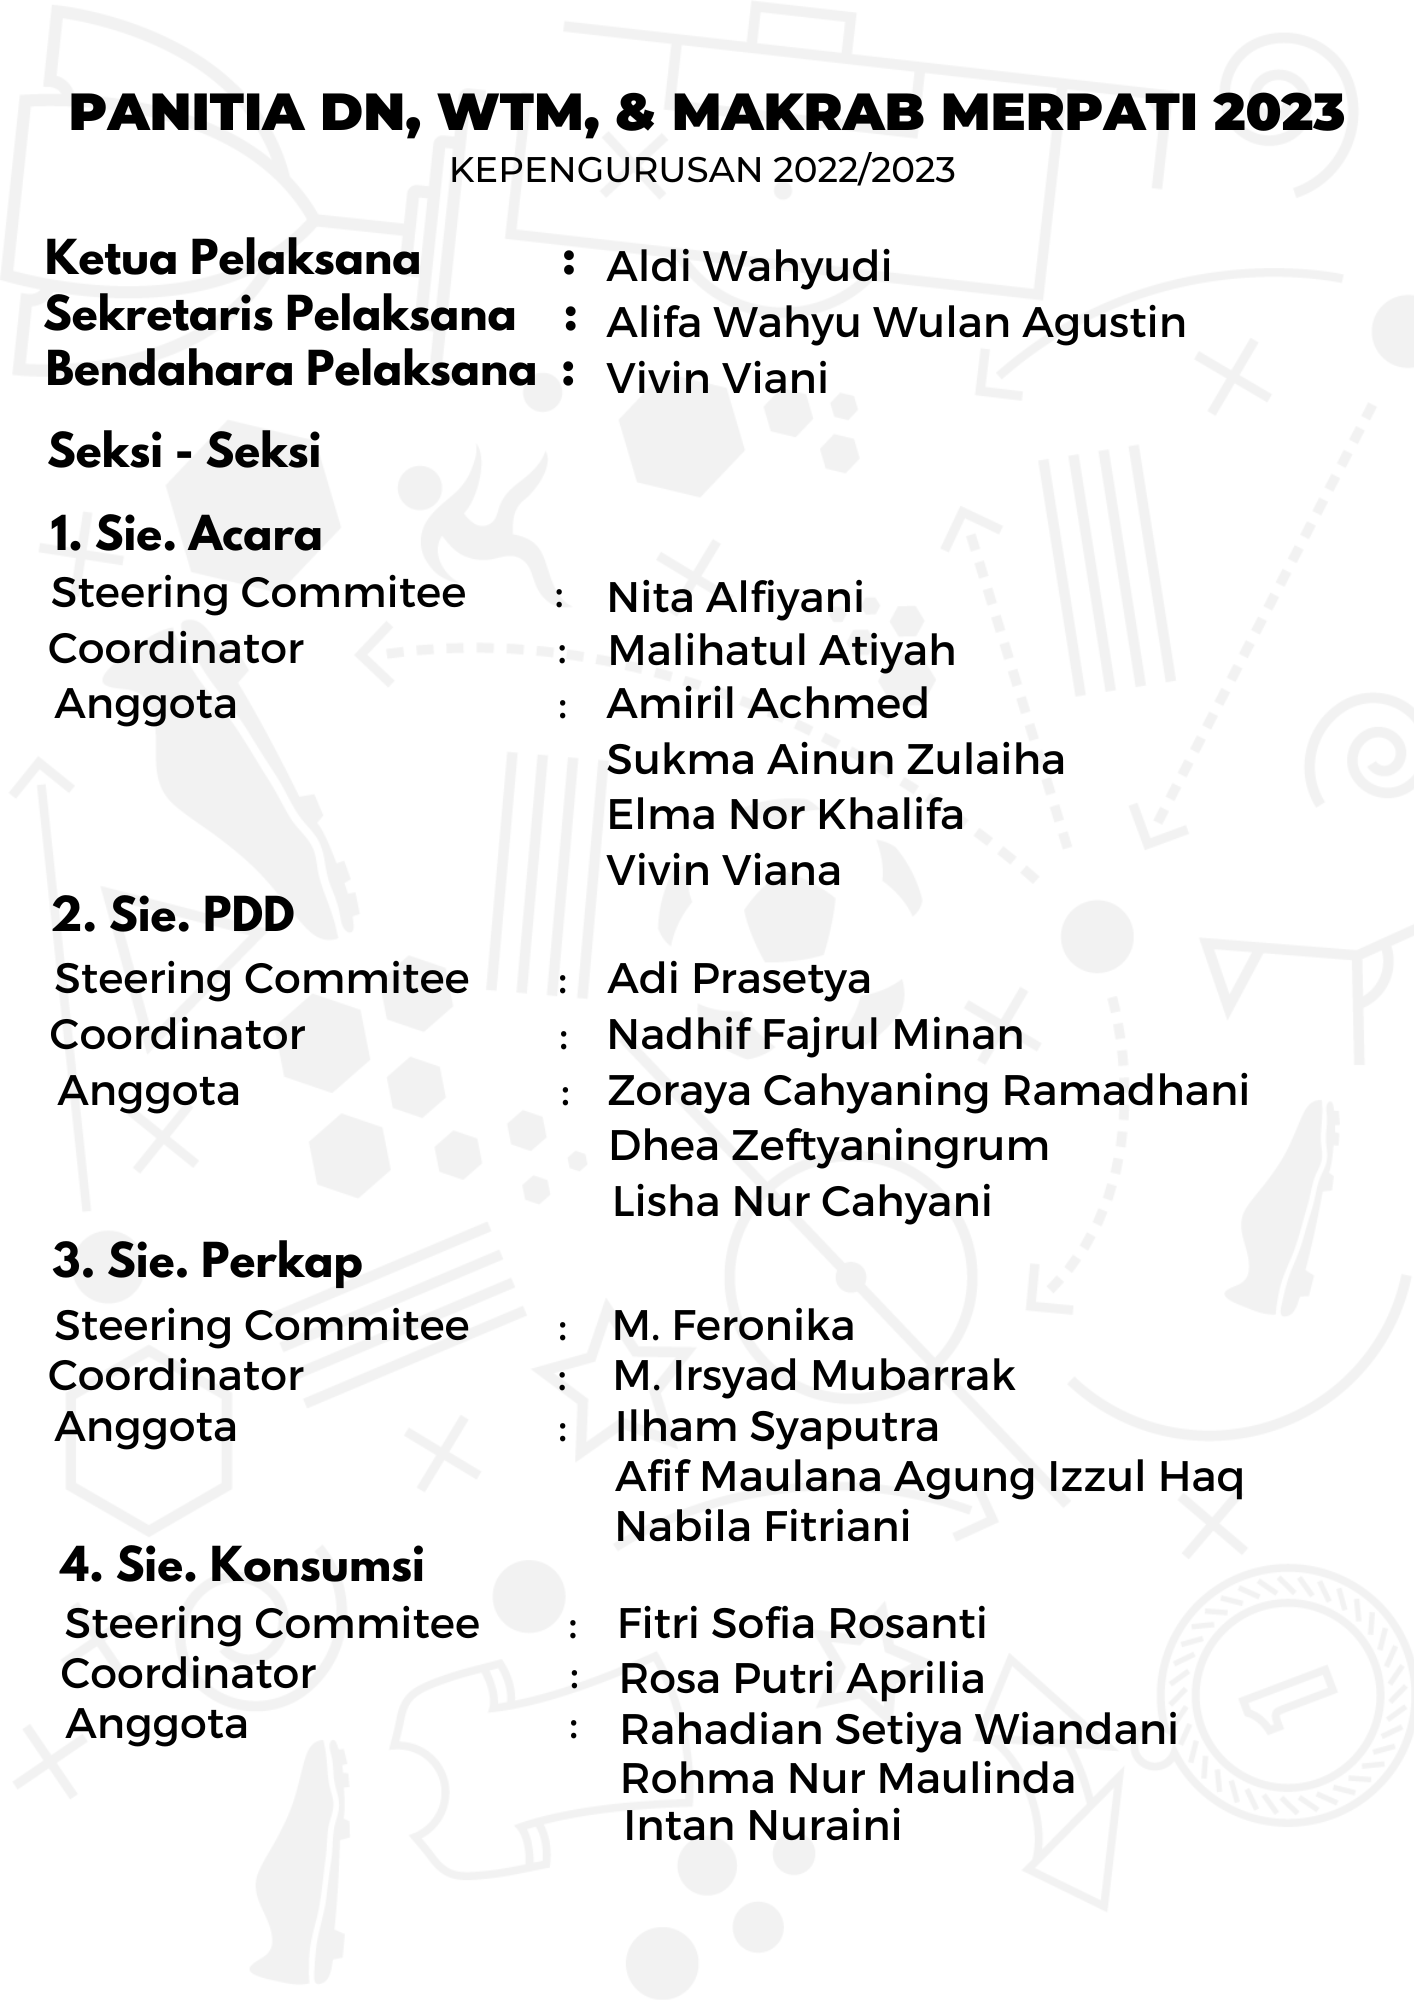 PANITIA DN, WTM, & MAKRAB MERPATI 2023
KEPENGURUSAN 2022/2023
Ketua Pelaksana : Aldi Wahyudi
Sekretaris Pelaksana : Alifa Wahyu Wulan Agustin
Bendahara Pelaksana : Vivin Viani
Seksi - Seksi
1. Sie. Acara
Steering Commitee : Nita Alfiyani
Coordinator : Malihatul Atiyah
Anggota : Amiril Achmed
Sukma Ainun Zulaiha
Elma Nor Khalifa
Vivin Viana
2. Sie. PDD
Steering Commitee : Adi Prasetya
Coordinator : Nadhif Fajrul Minan
Anggota : Zoraya Cahyaning Ramadhani
Dhea Zeftyaningrum
Lisha Nur Cahyani
3. Sie. Perkap
Steering Commitee : M. Feronika
Coordinator : M. Irsyad Mubarrak
Anggota : Ilham Syaputra
Afif Maulana Agung Izzul Haq
Nabila Fitriani
4. Sie. Konsumsi
Steering Commitee : Fitri Sofia Rosanti
Coordinator : Rosa Putri Aprilia
Anggota : Rahadian Setiya Wiandani
Rohma Nur Maulinda
Intan Nuraini
1